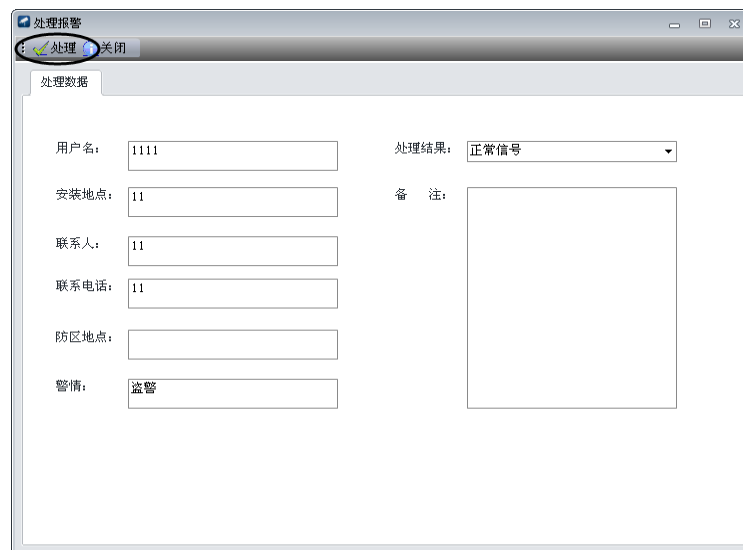 处理报警
处理 关闭
处理数据
用户名： 1111
处理结果： 正常信号
安装地点： 11
备 注：
联系人： 11
联系电话： 11
防区地点：
警情： 盗警